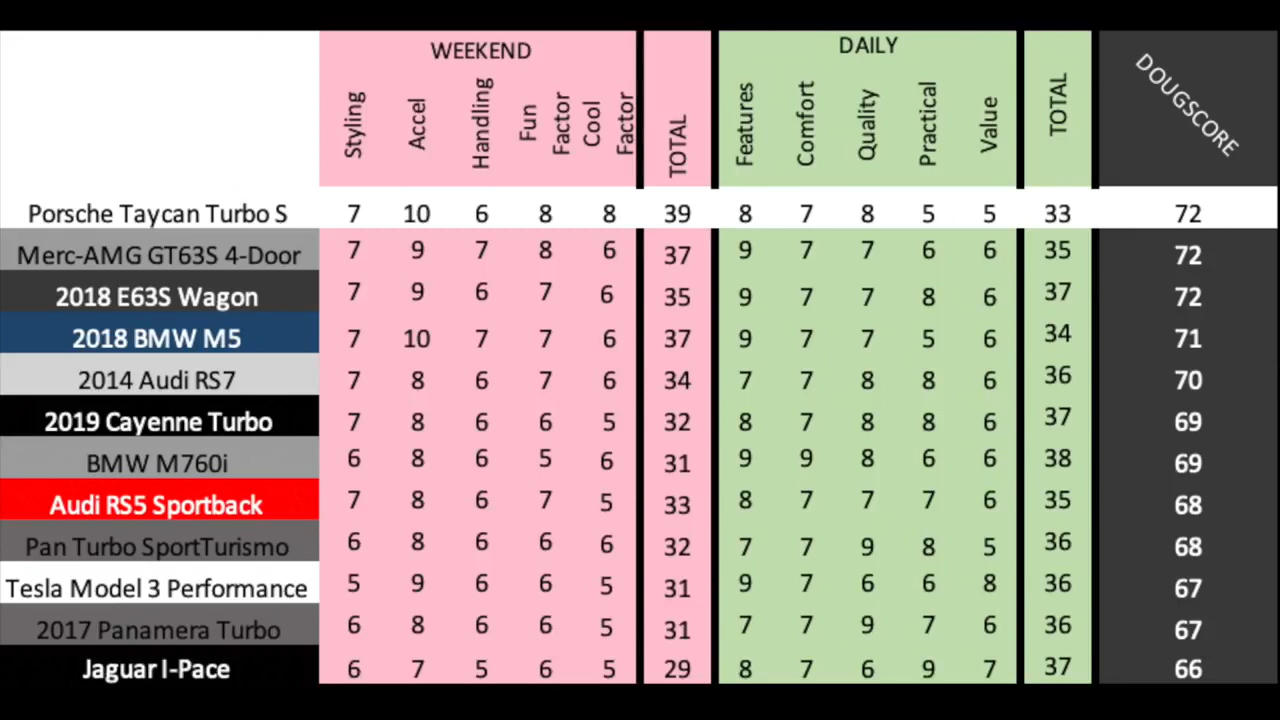 WEEKEND DAILY
Styling Accel Handling Fun Factor Cool Factor TOTAL Features Comfort Quality Practical Value TOTAL DOUGSCORE
Porsche Taycan Turbo S 7 10 6 8 8 39 8 7 8 5 5 33 72
Merc-AMG GT63S 4-Door 7 9 7 8 6 37 9 7 7 6 6 35 72
2018 E63S Wagon 7 9 6 7 6 35 9 7 7 8 6 37 72
2018 BMW M5 7 10 7 7 6 37 9 7 7 5 6 34 71
2014 Audi RS7 7 8 6 7 6 34 7 7 8 8 6 36 70
2019 Cayenne Turbo 7 8 6 6 5 32 8 7 8 8 6 37 69
BMW M760i 6 8 6 5 6 31 9 9 8 6 6 38 69
Audi RS5 Sportback 7 8 6 7 5 33 8 7 7 7 6 35 68
Pan Turbo SportTurismo 6 8 6 6 6 32 7 7 9 8 5 36 68
Tesla Model 3 Performance 5 9 6 6 5 31 9 7 6 6 8 36 67
2017 Panamera Turbo 6 8 6 6 5 31 7 7 9 7 6 36 67
Jaguar I-Pace 6 7 5 6 5 29 8 7 6 9 7 37 66